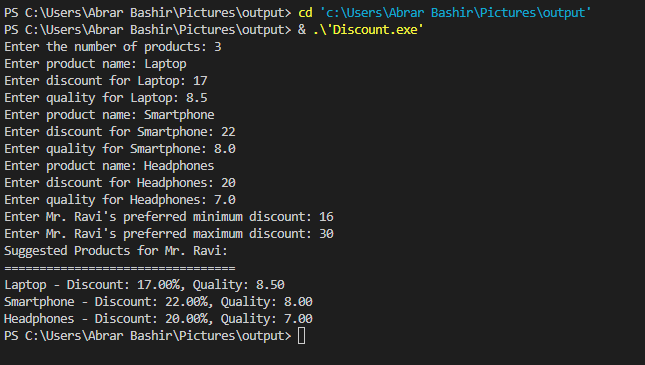 PS C:\Users\Abrar Bashir\Pictures\output> cd 'c:\Users\Abrar Bashir\Pictures\output'
PS C:\Users\Abrar Bashir\Pictures\output> & .\'Discount.exe'
Enter the number of products: 3
Enter product name: Laptop
Enter discount for Laptop: 17
Enter quality for Laptop: 8.5
Enter product name: Smartphone
Enter discount for Smartphone: 22
Enter quality for Smartphone: 8.0
Enter product name: Headphones
Enter discount for Headphones: 20
Enter quality for Headphones: 7.0
Enter Mr. Ravi's preferred minimum discount: 16
Enter Mr. Ravi's preferred maximum discount: 30
Suggested Products for Mr. Ravi:
=================================
Laptop - Discount: 17.00%, Quality: 8.50
Smartphone - Discount: 22.00%, Quality: 8.00
Headphones - Discount: 20.00%, Quality: 7.00
PS C:\Users\Abrar Bashir\Pictures\output>